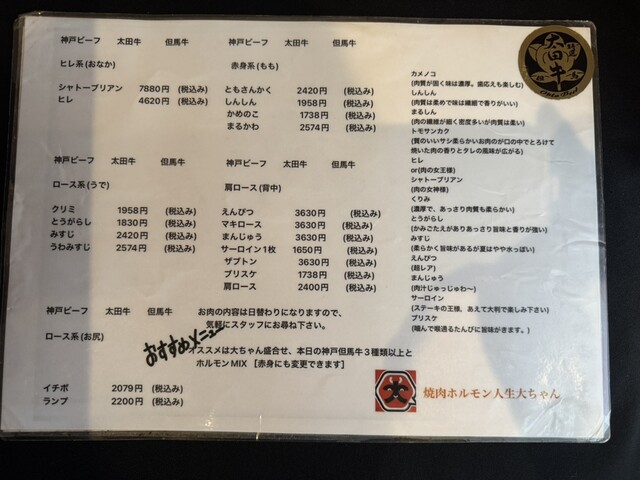 神戸ビーフ 太田牛 但馬牛
ヒレ系(おなか)
シャトーブリアン 7880円 (税込み)
ヒレ 4620円 (税込み)
神戸ビーフ 太田牛 但馬牛
赤身系(もも)
ともさんかく 2420円 (税込み)
しんしん 1958円 (税込み)
かめのこ 1738円 (税込み)
まるかわ 2574円 (税込み)
神戸ビーフ 太田牛 但馬牛
ロース系(うで)
クリミ 1958円 (税込み)
とうがらし 1830円 (税込み)
みすじ 2420円 (税込み)
うわみすじ 2574円 (税込み)
神戸ビーフ 太田牛 但馬牛
肩ロース(背中)
えんぴつ 3630円 (税込み)
マキロース 3630円 (税込み)
まんじゅう 3630円 (税込み)
サーロイン1枚 1650円 (税込み)
ザブトン 3630円 (税込み)
ブリスケ 1738円 (税込み)
肩ロース 2400円 (税込み)
神戸ビーフ 太田牛 但馬牛
ロース系(お尻)
イチボ 2079円 (税込み)
ランプ 2200円 (税込み)
お肉の内容は日替わりになりますので、
気軽にスタッフにお尋ね下さい。
おすすめメニュー
オススメは大ちゃん盛合せ、本日の神戸但馬牛3種類以上と
ホルモンMIX [赤身にも変更できます]
太田牛
カメノコ
(肉質が固く味は濃厚。歯応えも楽しむ)
しんしん
(肉質は柔めで味は繊細で香りがいい)
まるしん
(肉の繊維が細く密度多いが肉質は柔い)
トモサンカク
(質のいいサシ柔らかいお肉のが口の中でとろけて
焼いた肉の香りとタレの風味が広がる)
ヒレ
or(肉の女王様)
シャトーブリアン
(肉の女神様)
くりみ
(濃厚で、あっさり肉質も柔らかい)
とうがらし
(かみごたえがありあっさり旨味と香りが強い)
みすじ
(柔らかく旨味があるが夏はやや水っぽい)
えんぴつ
(超レア)
まんじゅう
(肉汁じゅっじゅわ〜)
サーロイン
(ステーキの王様、あえて大判で楽しみ下さい)
ブリスケ
(噛んで眼通るたんびに旨味がきます。)
焼肉ホルモン人生大ちゃん